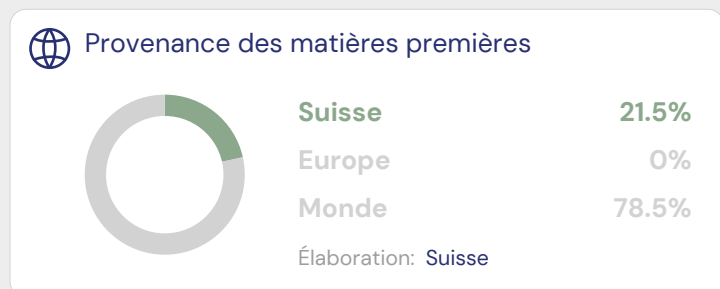 Provenance des matières premières
Suisse 21.5%
Europe 0%
Monde 78.5%
Élaboration: Suisse